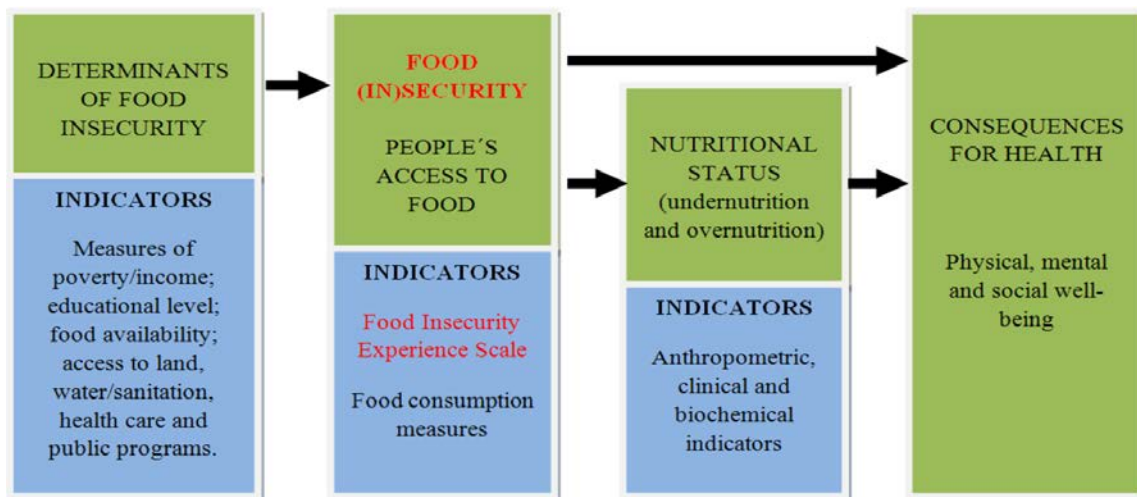 DETERMINANTS
OF FOOD
INSECURITY
INDICATORS
Measures of
poverty/income;
educational level;
food availability;
access to land,
water/sanitation,
health care and
public programs.
FOOD
(IN)SECURITY
PEOPLE´S
ACCESS TO
FOOD
INDICATORS
Food Insecurity
Experience Scale
Food consumption
measures
NUTRITIONAL
STATUS
(undernutrition
and overnutrition)
INDICATORS
Anthropometric,
clinical and
biochemical
indicators
CONSEQUENCES
FOR HEALTH
Physical, mental
and social well-
being